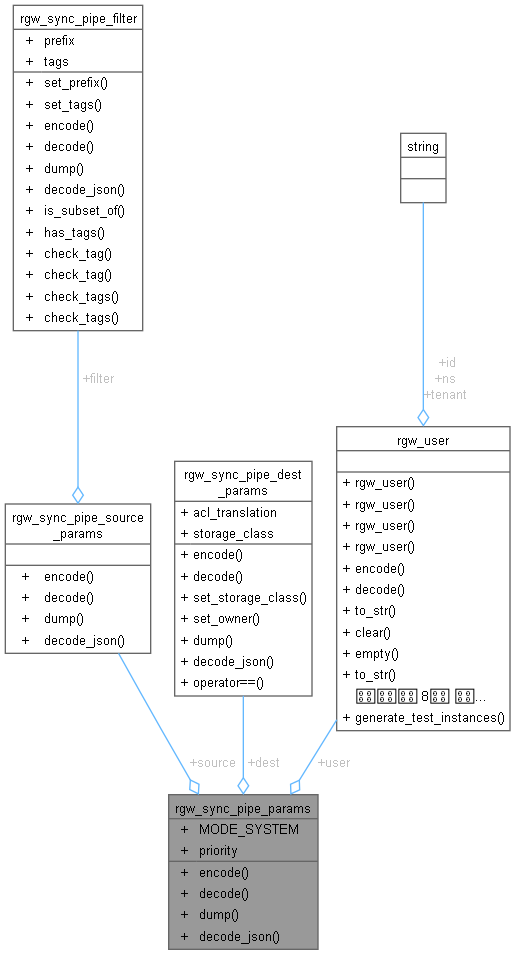 rgw_sync_pipe_filter
+ prefix
+ tags
+ set_prefix()
+ set_tags()
+ encode()
+ decode()
+ dump()
+ decode_json()
+ is_subset_of()
+ has_tags()
+ check_tag()
+ check_tag()
+ check_tags()
+ check_tags()
string
+filter
+id
+ns
+tenant
rgw_sync_pipe_source
_params
+ encode()
+ decode()
+ dump()
+ decode_json()
rgw_sync_pipe_dest
_params
+ acl_translation
+ storage_class
+ encode()
+ decode()
+ set_storage_class()
+ set_owner()
+ dump()
+ decode_json()
+ operator==()
rgw_user
+ rgw_user()
+ rgw_user()
+ rgw_user()
+ rgw_user()
+ encode()
+ decode()
+ to_str()
+ clear()
+ empty()
+ to_str()
8 ...
+ generate_test_instances()
+source
+dest
+user
rgw_sync_pipe_params
+ MODE_SYSTEM
+ priority
+ encode()
+ decode()
+ dump()
+ decode_json()